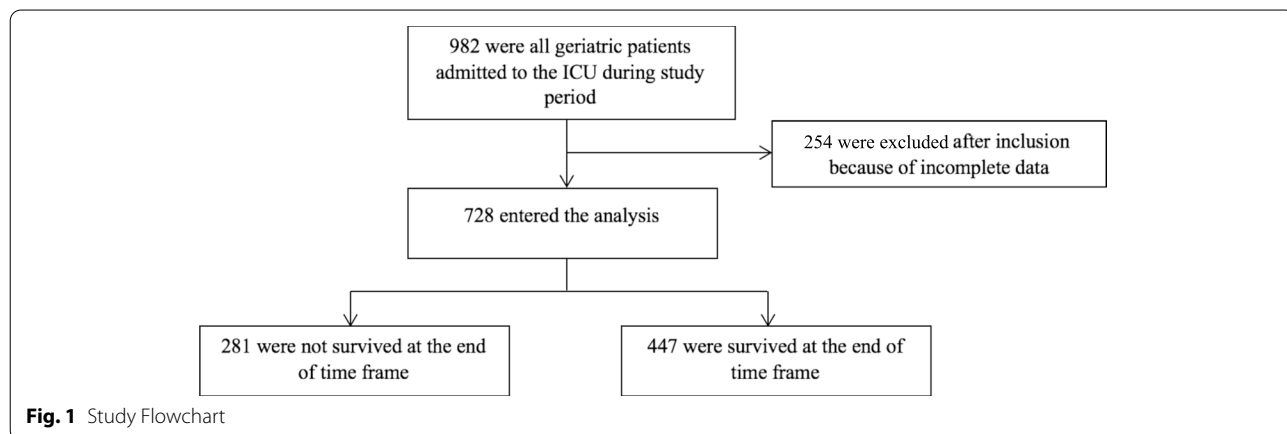 982 were all geriatric patients
admitted to the ICU during study
period
254 were excluded after inclusion
because of incomplete data
728 entered the analysis
281 were not survived at the end
of time frame
447 were survived at the end of
time frame
Fig. 1 Study Flowchart